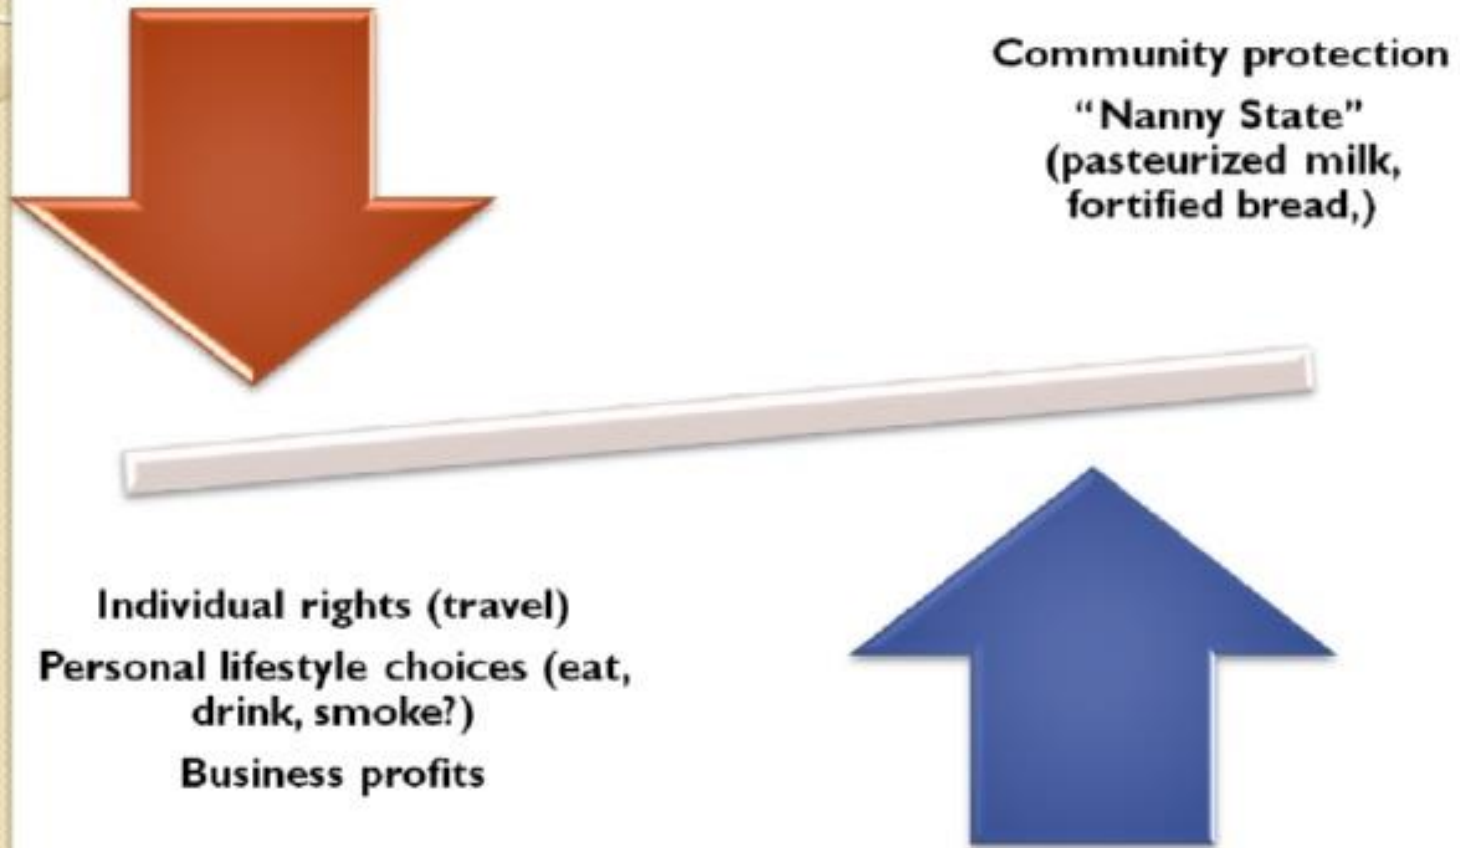 Community protection
“Nanny State”
(pasteurized milk,
fortified bread,)
Individual rights (travel)
Personal lifestyle choices (eat,
drink, smoke?)
Business profits